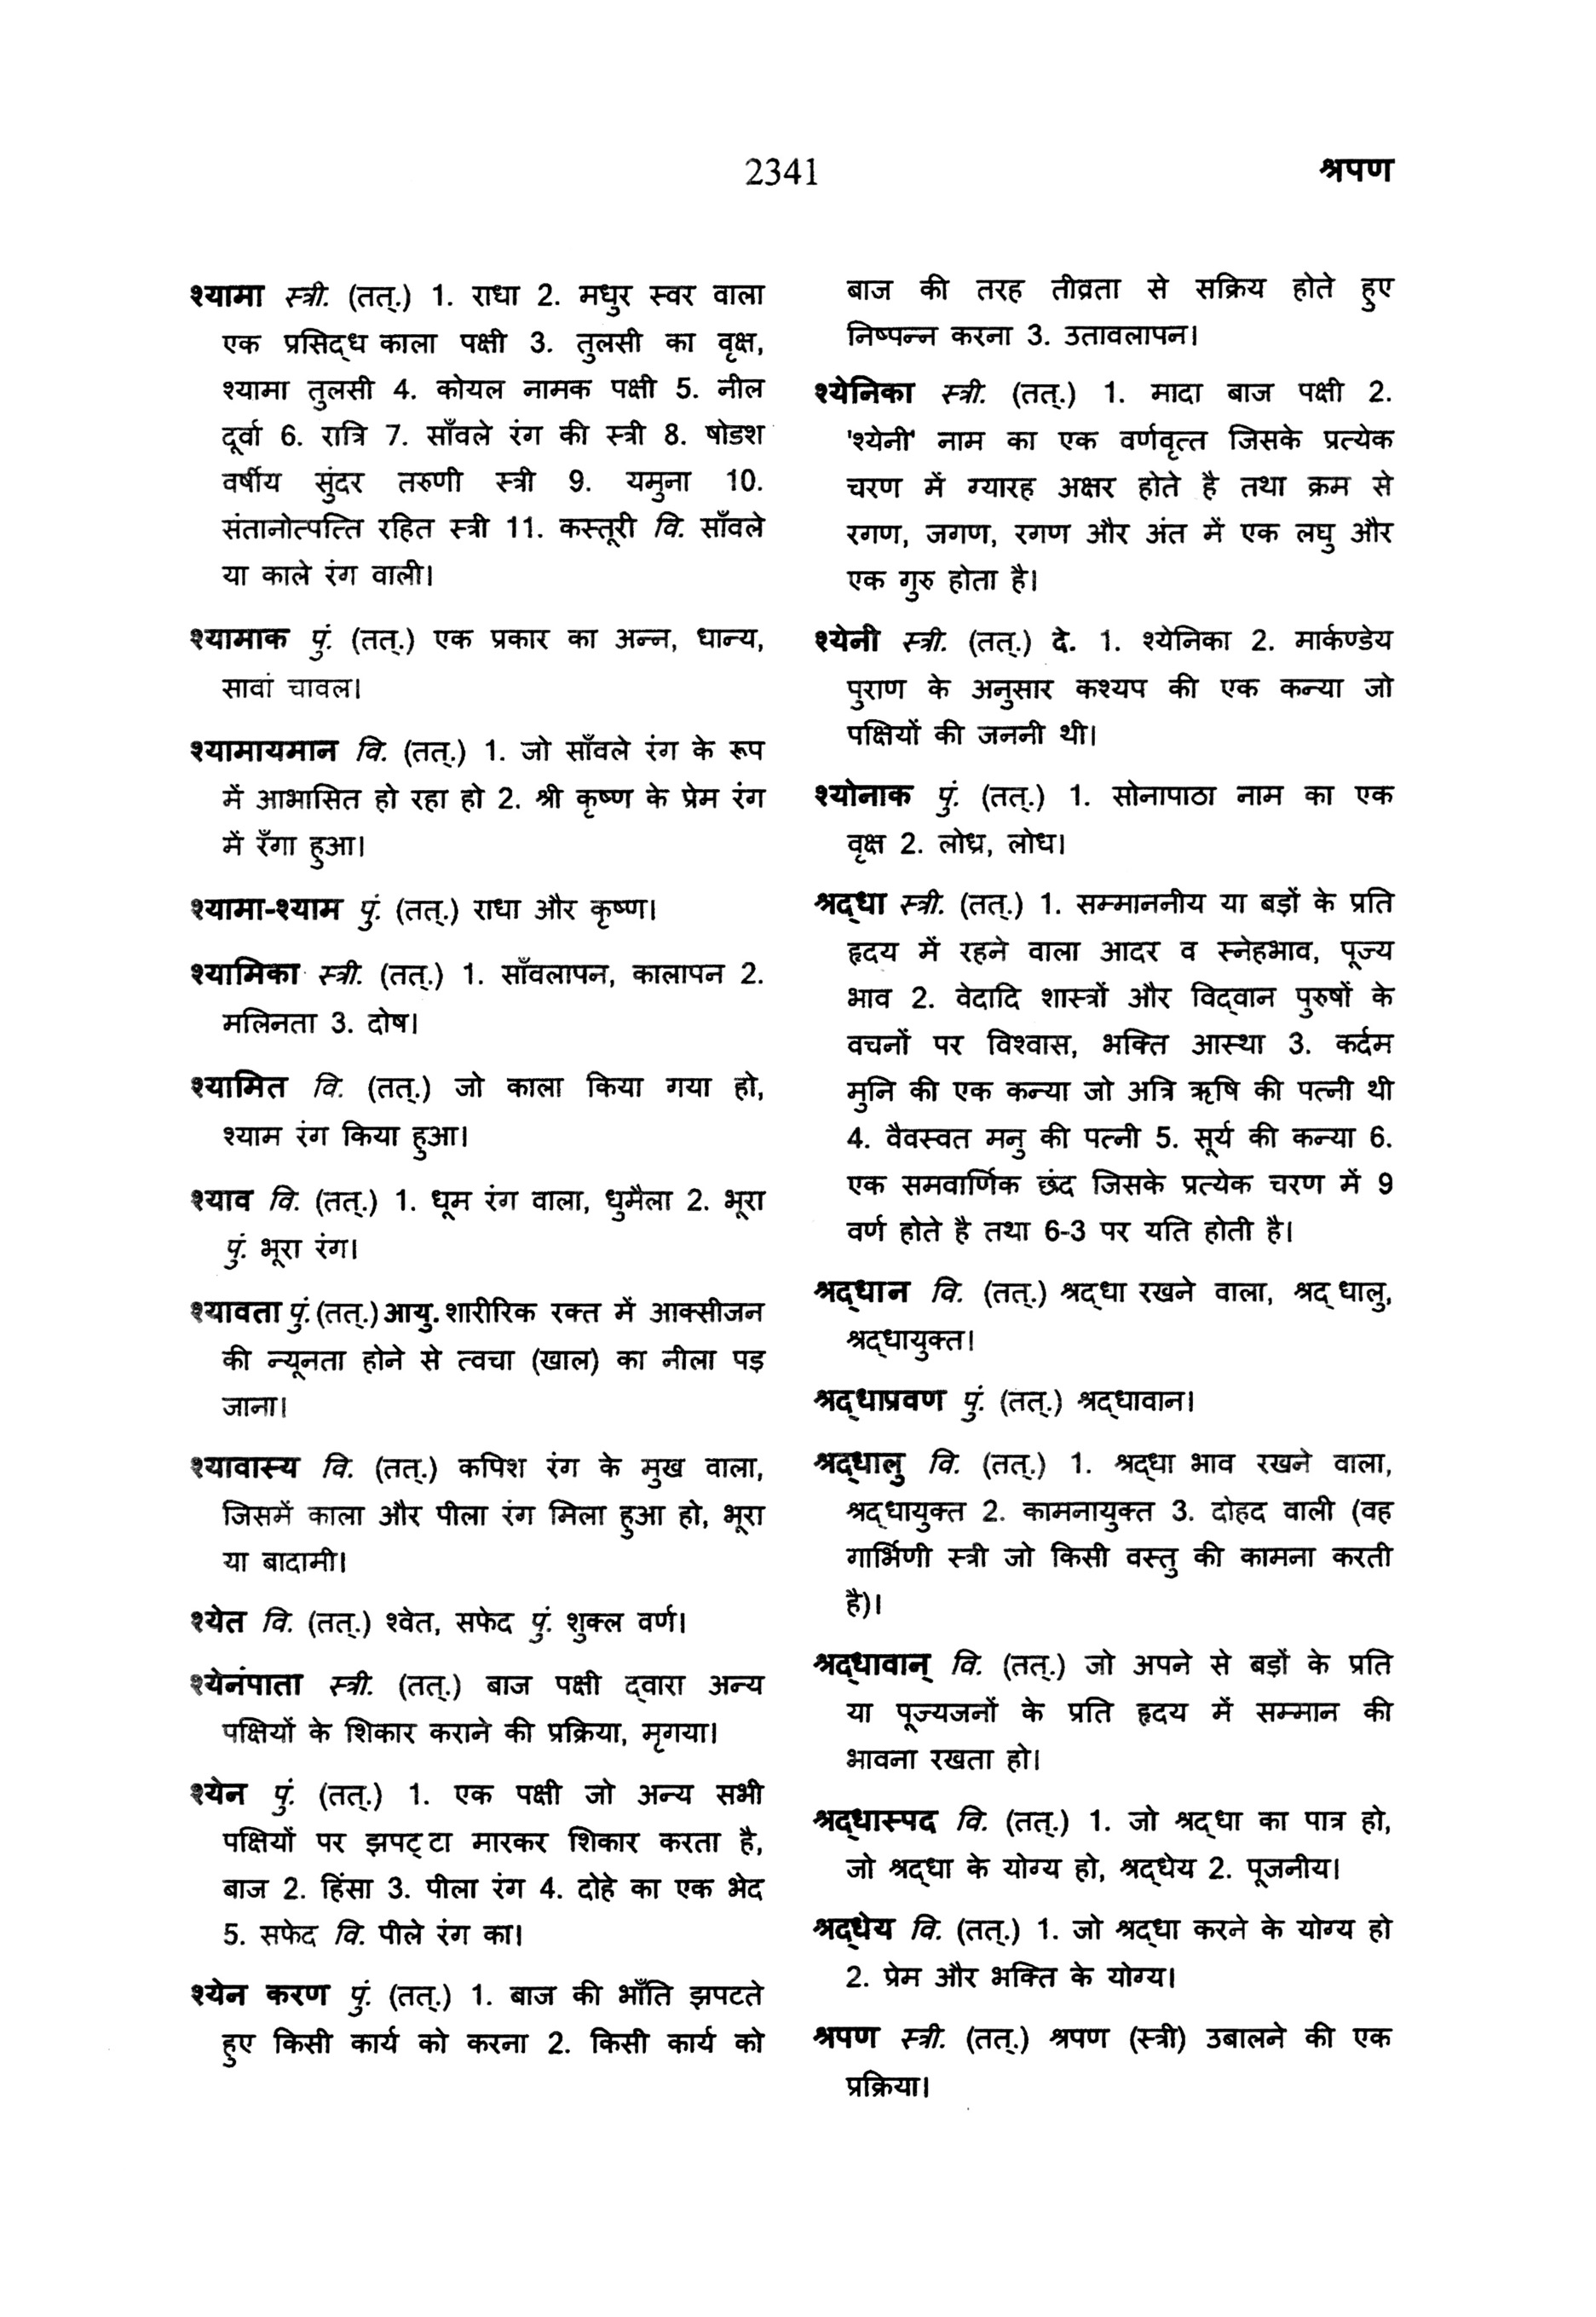 2341
श्रपण
श्यामा स्त्री. (तत्.) 1. राधा 2. मधुर स्वर वाला
एक प्रसिद्ध काला पक्षी 3. तुलसी का वृक्ष,
श्यामा तुलसी 4. कोयल नामक पक्षी 5. नील
दूर्वा 6. रात्रि 7. साँवले रंग की स्त्री 8. षोडश
वर्षीय सुंदर तरुणी स्त्री 9. यमुना 10.
संतानोत्पत्ति रहित स्त्री 11. कस्तूरी वि. साँवले
या काले रंग वाली।
श्यामाक पुं. (तत्.) एक प्रकार का अन्न, धान्य,
सावां चावल।
श्यामायमान वि. (तत्.) 1. जो साँवले रंग के रूप
में आभासित हो रहा हो 2. श्री कृष्ण के प्रेम रंग
में रँगा हुआ।
श्यामा-श्याम पुं. (तत्.) राधा और कृष्ण।
श्यामिका स्त्री. (तत्.) 1. साँवलापन, कालापन 2.
मलिनता 3. दोष।
श्यामित वि. (तत्.) जो काला किया गया हो,
श्याम रंग किया हुआ।
श्याव वि. (तत्.) 1. धूम रंग वाला, धुमैला 2. भूरा
पुं. भूरा रंग।
श्यावता पुं. (तत्.) आयु. शारीरिक रक्त में आक्सीजन
की न्यूनता होने से त्वचा (खाल) का नीला पड़
जाना।
श्यावास्य वि. (तत्.) कपिश रंग के मुख वाला,
जिसमें काला और पीला रंग मिला हुआ हो, भूरा
या बादामी।
श्येत वि. (तत्.) श्वेत, सफेद पुं. शुक्ल वर्ण।
श्येनंपाता स्त्री. (तत्.) बाज पक्षी द्वारा अन्य
पक्षियों के शिकार कराने की प्रक्रिया, मृगया।
श्येन पुं. (तत्.) 1. एक पक्षी जो अन्य सभी
पक्षियों पर झपट्टा मारकर शिकार करता है,
बाज 2. हिंसा 3. पीला रंग 4. दोहे का एक भेद
5. सफेद वि. पीले रंग का।
श्येन करण पुं. (तत्.) 1. बाज की भाँति झपटते
हुए किसी कार्य को करना 2. किसी कार्य को
बाज की तरह तीव्रता से सक्रिय होते हुए
निष्पन्न करना 3. उतावलापन।
श्येनिका स्त्री. (तत्.) 1. मादा बाज पक्षी 2.
'श्येनी' नाम का एक वर्णवृत्त जिसके प्रत्येक
चरण में ग्यारह अक्षर होते है तथा क्रम से
रगण, जगण, रगण और अंत में एक लघु और
एक गुरु होता है।
श्येनी स्त्री. (तत्.) दे. 1. श्येनिका 2. मार्कण्डेय
पुराण के अनुसार कश्यप की एक कन्या जो
पक्षियों की जननी थी।
श्योनाक पुं. (तत्.) 1. सोनापाठा नाम का एक
वृक्ष 2. लोध्र, लोध।
श्रद्धा स्त्री. (तत्.) 1. सम्माननीय या बड़ों के प्रति
हृदय में रहने वाला आदर व स्नेहभाव, पूज्य
भाव 2. वेदादि शास्त्रों और विद्वान पुरुषों के
वचनों पर विश्वास, भक्ति आस्था 3. कर्दम
मुनि की एक कन्या जो अत्रि ऋषि की पत्नी थी
4. वैवस्वत मनु की पत्नी 5. सूर्य की कन्या 6.
एक समवार्णिक छंद जिसके प्रत्येक चरण में 9
वर्ण होते है तथा 6-3 पर यति होती है।
श्रद्धान वि. (तत्.) श्रद्धा रखने वाला, श्रद्धालु,
श्रद्धायुक्त।
श्रद्धाप्रवण पुं. (तत्.) श्रद्धावान।
श्रद्धालु वि. (तत्.) 1. श्रद्धा भाव रखने वाला,
श्रद्धायुक्त 2. कामनायुक्त 3. दोहद वाली (वह
गार्भिणी स्त्री जो किसी वस्तु की कामना करती
है)।
श्रद्धावान् वि. (तत्.) जो अपने से बड़ों के प्रति
या पूज्यजनों के प्रति हृदय में सम्मान की
भावना रखता हो।
श्रद्धास्पद वि. (तत्.) 1. जो श्रद्धा का पात्र हो,
जो श्रद्धा के योग्य हो, श्रद्धेय 2. पूजनीय।
श्रद्धेय वि. (तत्.) 1. जो श्रद्धा करने के योग्य हो
2. प्रेम और भक्ति के योग्य।
श्रपण स्त्री. (तत्.) श्रपण (स्त्री) उबालने की एक
प्रक्रिया।